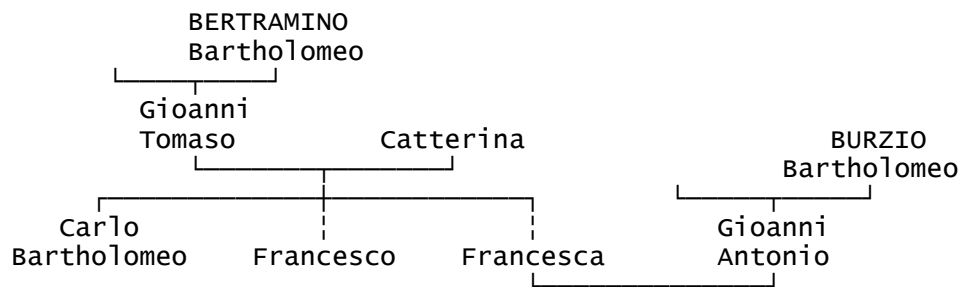 BERTRAMINO
Bartholomeo
Gioanni
Tomaso Catterina BURZIO
Bartholomeo
Carlo Gioanni
Bartholomeo Francesco Francesca Antonio